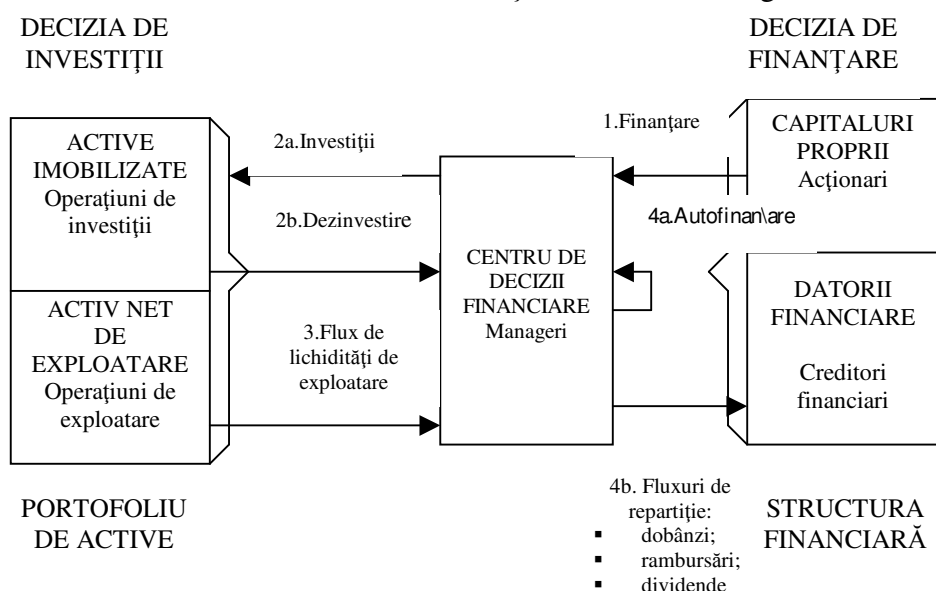 DECIZIA DE
INVESTIŢII
DECIZIA DE
FINANŢARE
ACTIVE
IMOBILIZATE
Operaţiuni de
investiţii
ACTIV NET
DE
EXPLOATARE
Operaţiuni de
exploatare
2a.Investiţii
2b.Dezinvestire
3.Flux de
lichidităţi de
exploatare
CENTRU DE
DECIZII
FINANCIARE
Manageri
1.Finanţare
4a.Autofinan\are
CAPITALURI
PROPRII
Acţionari
DATORII
FINANCIARE
Creditori
financiari
PORTOFOLIU
DE ACTIVE
4b. Fluxuri de
repartiţie:
▪ dobânzi;
▪ rambursări;
▪ dividende
STRUCTURA
FINANCIARĂ